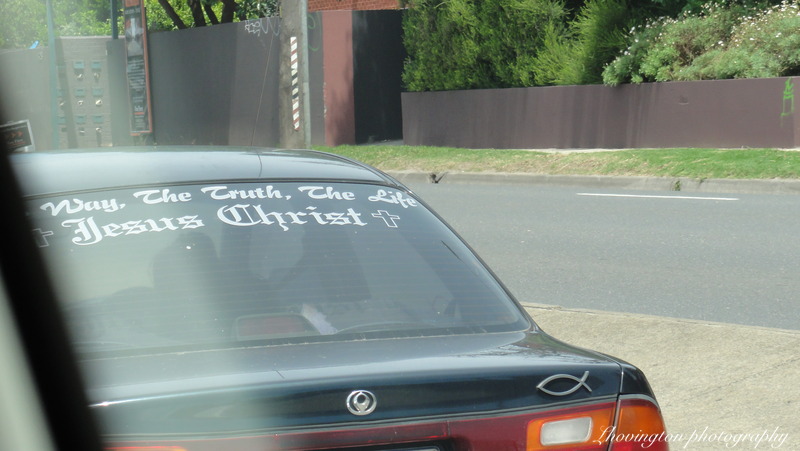 Way, The Truth, The Life
Jesus Christ
Lhovington photography